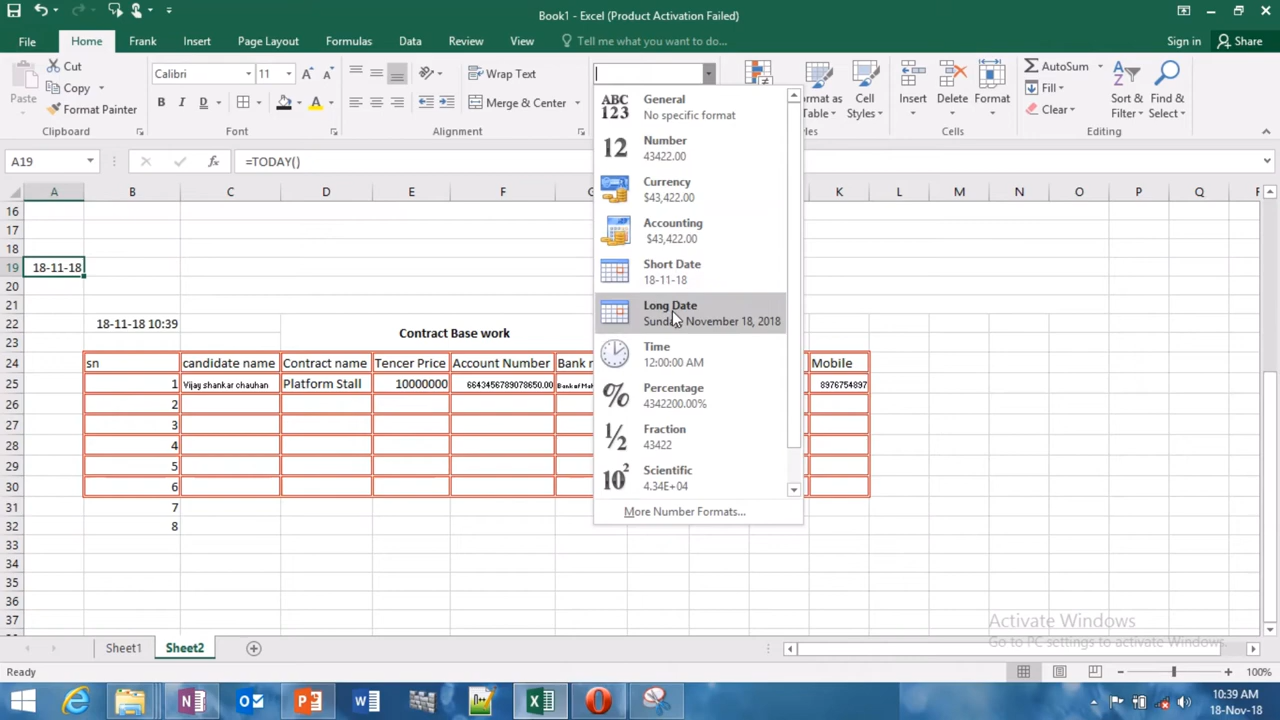 Book1 - Excel (Product Activation Failed)
File Home Frank Insert Page Layout Formulas Data Review View Tell me what you want to do... Sign in Share
Paste
Cut
Copy
Format Painter
Clipboard
Calibri 11
B I D A
Font
Wrap Text
Merge & Center
Alignment
Format as Table
Cell Styles
Insert Delete Format
Cells
AutoSum
Fill
Clear
Sort & Filter
Find & Select
Editing
A19 fx =TODAY()
A B C D E F G K L M N O P Q
General
No specific format
Number
43422.00
Currency
$43,422.00
Accounting
$43,422.00
Short Date
18-11-18
Long Date
November 18, 2018
Time
12:00:00 AM
Percentage
4342200.00%
Fraction
43422
Scientific
4.34E+04
More Number Formats...
16
17
18
19 18-11-18
20
21
22 18-11-18 10:39
Contract Base work
23
24 sn candidate name Contract name Tencer Price Account Number Bank Mobile
25 1 Vijay shankar chauhan Platform Stall 10000000 6643456789078650.00 Bank of 8976754897
26 2
27 3
28 4
29 5
30 6
31 7
32 8
33
34
35
36
37
Activate Windows
Go to PC settings to activate Windows.
Sheet1 Sheet2
Ready 100%
10:39 AM
18-Nov-18